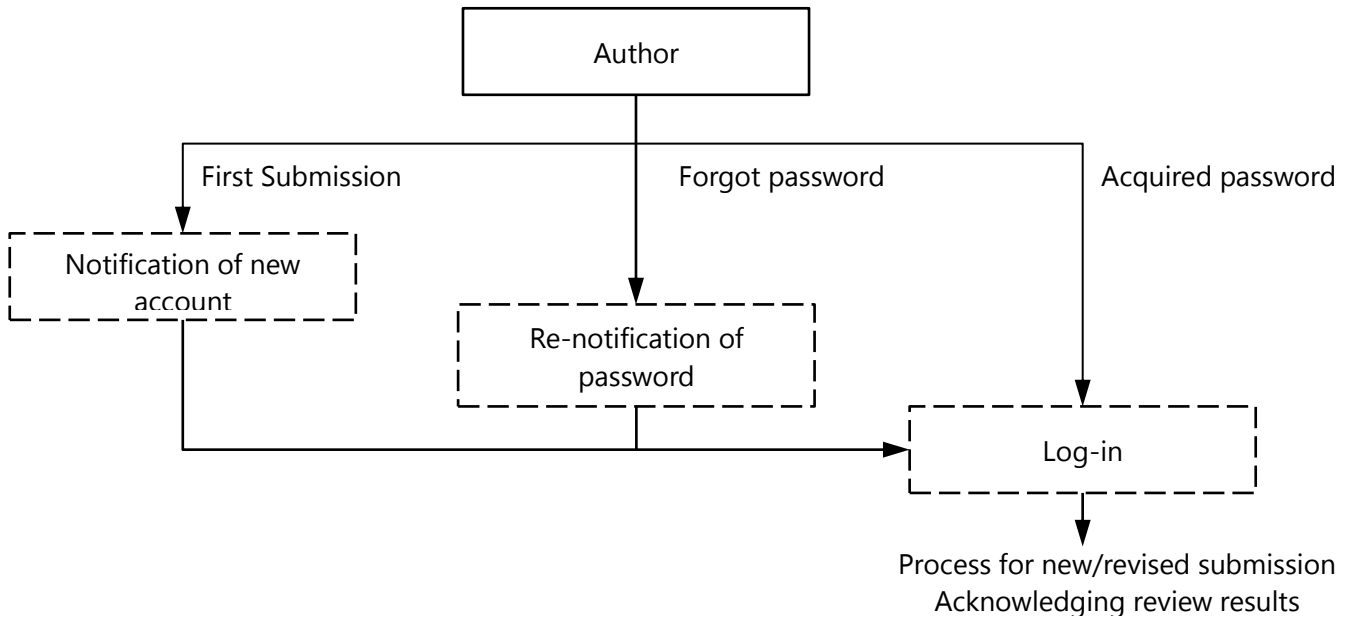 Author
First Submission
Forgot password
Acquired password
Notification of new
account
Re-notification of
password
Log-in
Process for new/revised submission
Acknowledging review results